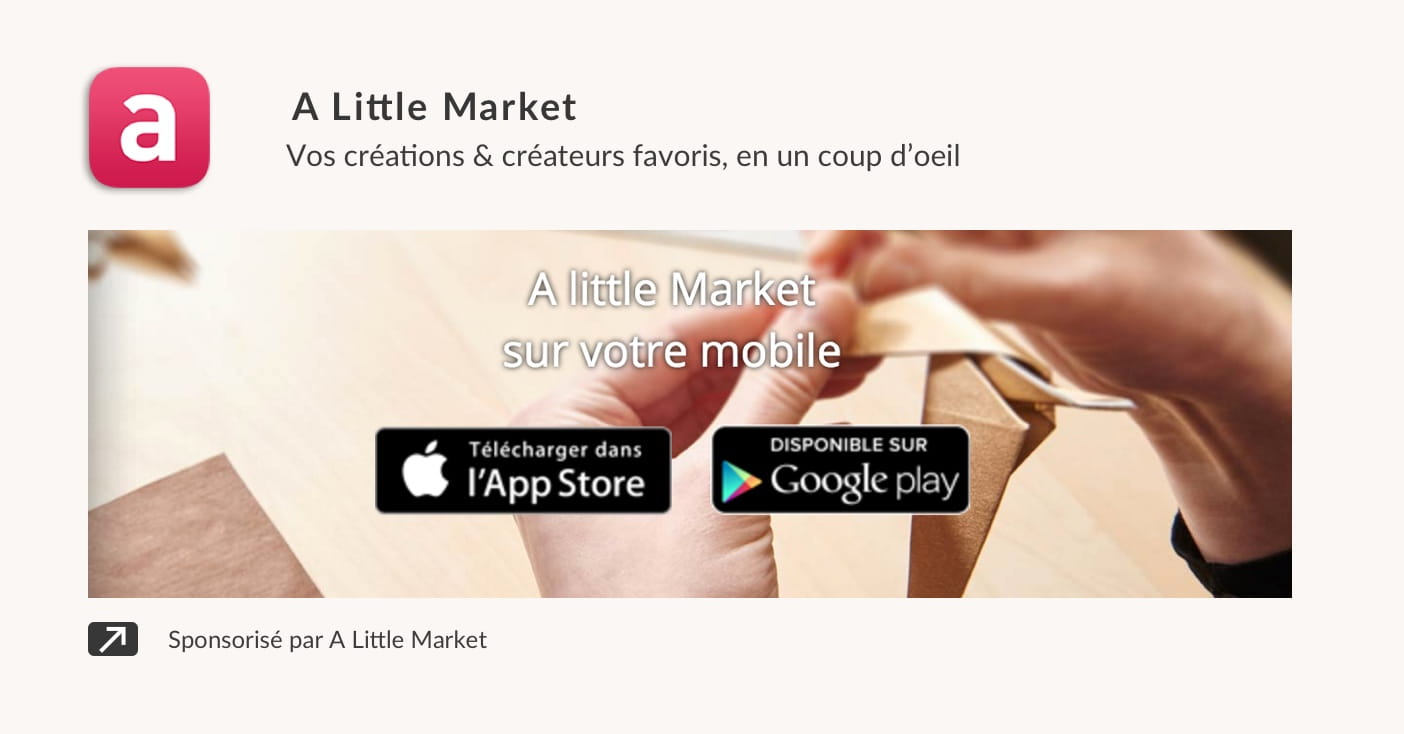 a
A Little Market
Vos créations & créateurs favoris, en un coup d’oeil
A little Market
sur votre mobile
Télécharger dans
l’App Store
DISPONIBLE SUR
Google play
Sponsorisé par A Little Market